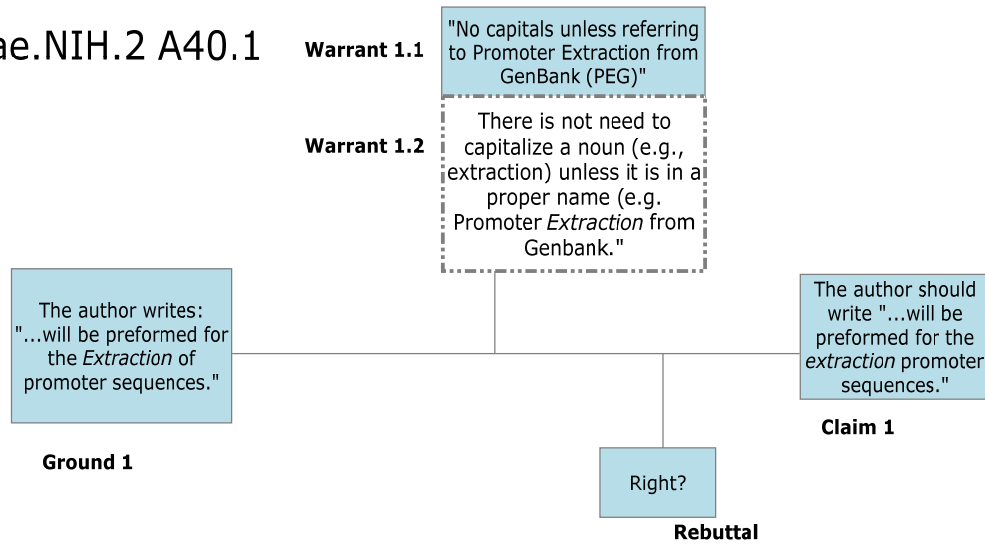 ae.NIH.2 A40.1
Warrant 1.1
"No capitals unless referring
to Promoter Extraction from
GenBank (PEG)"
Warrant 1.2
There is not need to
capitalize a noun (e.g.,
extraction) unless it is in a
proper name (e.g.
Promoter Extraction from
Genbank."
The author writes:
"...will be preformed for
the Extraction of
promoter sequences."
Ground 1
The author should
write "...will be
preformed for the
extraction promoter
sequences."
Claim 1
Right?
Rebuttal